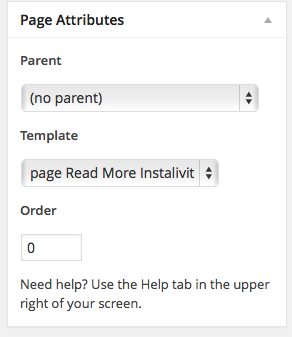 Page Attributes
Parent
(no parent)
Template
page Read More Instalivit
Order
0
Need help? Use the Help tab in the upper
right of your screen.